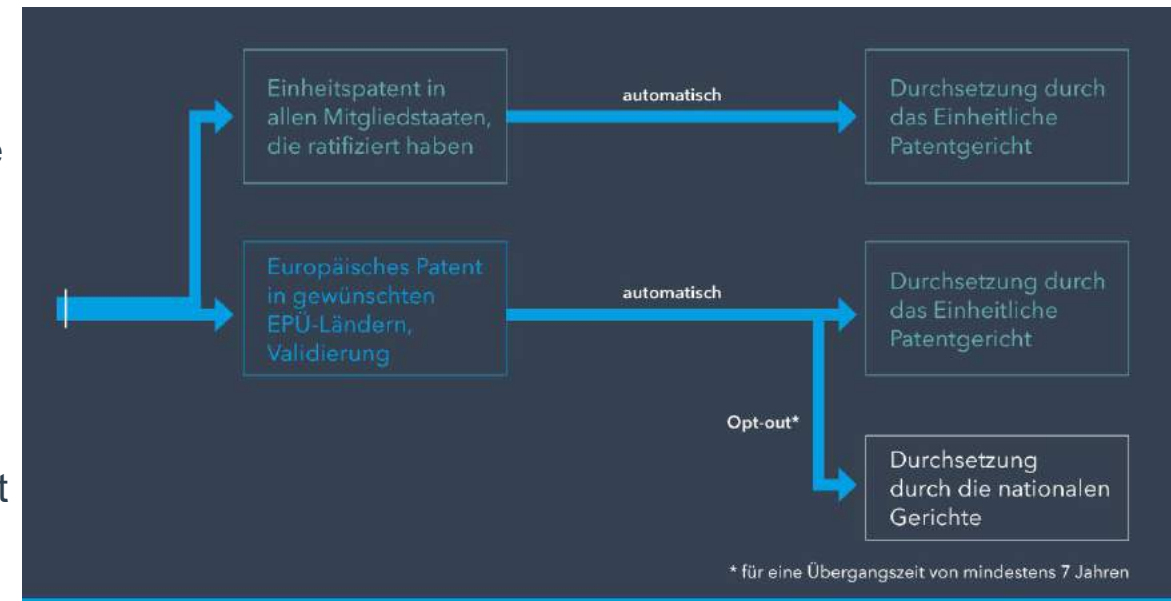 Einheitspatent in
allen Mitgliedstaaten,
die ratifiziert haben
automatisch
Durchsetzung durch
das Einheitliche
Patentgericht
Europäisches Patent
in gewünschten
EPÜ-Ländern,
Validierung
automatisch
Durchsetzung durch
das Einheitliche
Patentgericht
Opt-out*
Durchsetzung
durch die nationalen
Gerichte
* für eine Übergangszeit von mindestens 7 Jahren